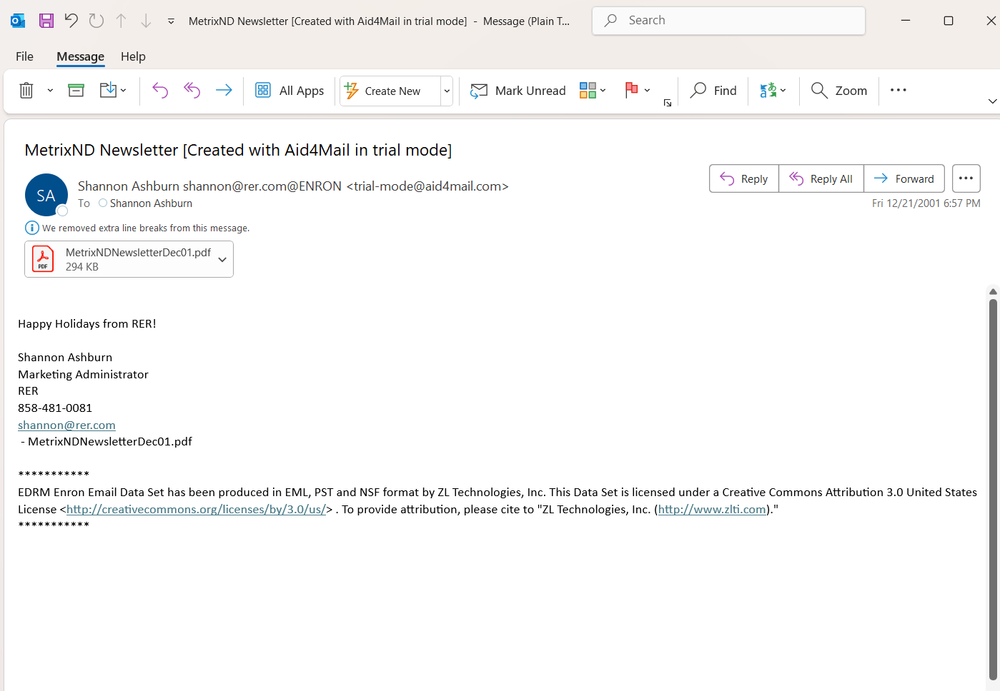 MetrixND Newsletter [Created with Aid4Mail in trial mode] - Message (Plain T...
Search
File Message Help
All Apps Create New Mark Unread Find Zoom
MetrixND Newsletter [Created with Aid4Mail in trial mode]
SA
Shannon Ashburn shannon@rer.com@ENRON <trial-mode@aid4mail.com>
To Shannon Ashburn
Reply Reply All Forward
Fri 12/21/2001 6:57 PM
We removed extra line breaks from this message.
PDF
MetrixNDNewsletterDec01.pdf
294 KB
Happy Holidays from RER!
Shannon Ashburn
Marketing Administrator
RER
858-481-0081
shannon@rer.com
- MetrixNDNewsletterDec01.pdf
***********
EDRM Enron Email Data Set has been produced in EML, PST and NSF format by ZL Technologies, Inc. This Data Set is licensed under a Creative Commons Attribution 3.0 United States
License <http://creativecommons.org/licenses/by/3.0/us/> . To provide attribution, please cite to "ZL Technologies, Inc. (http://www.zlti.com)."
***********